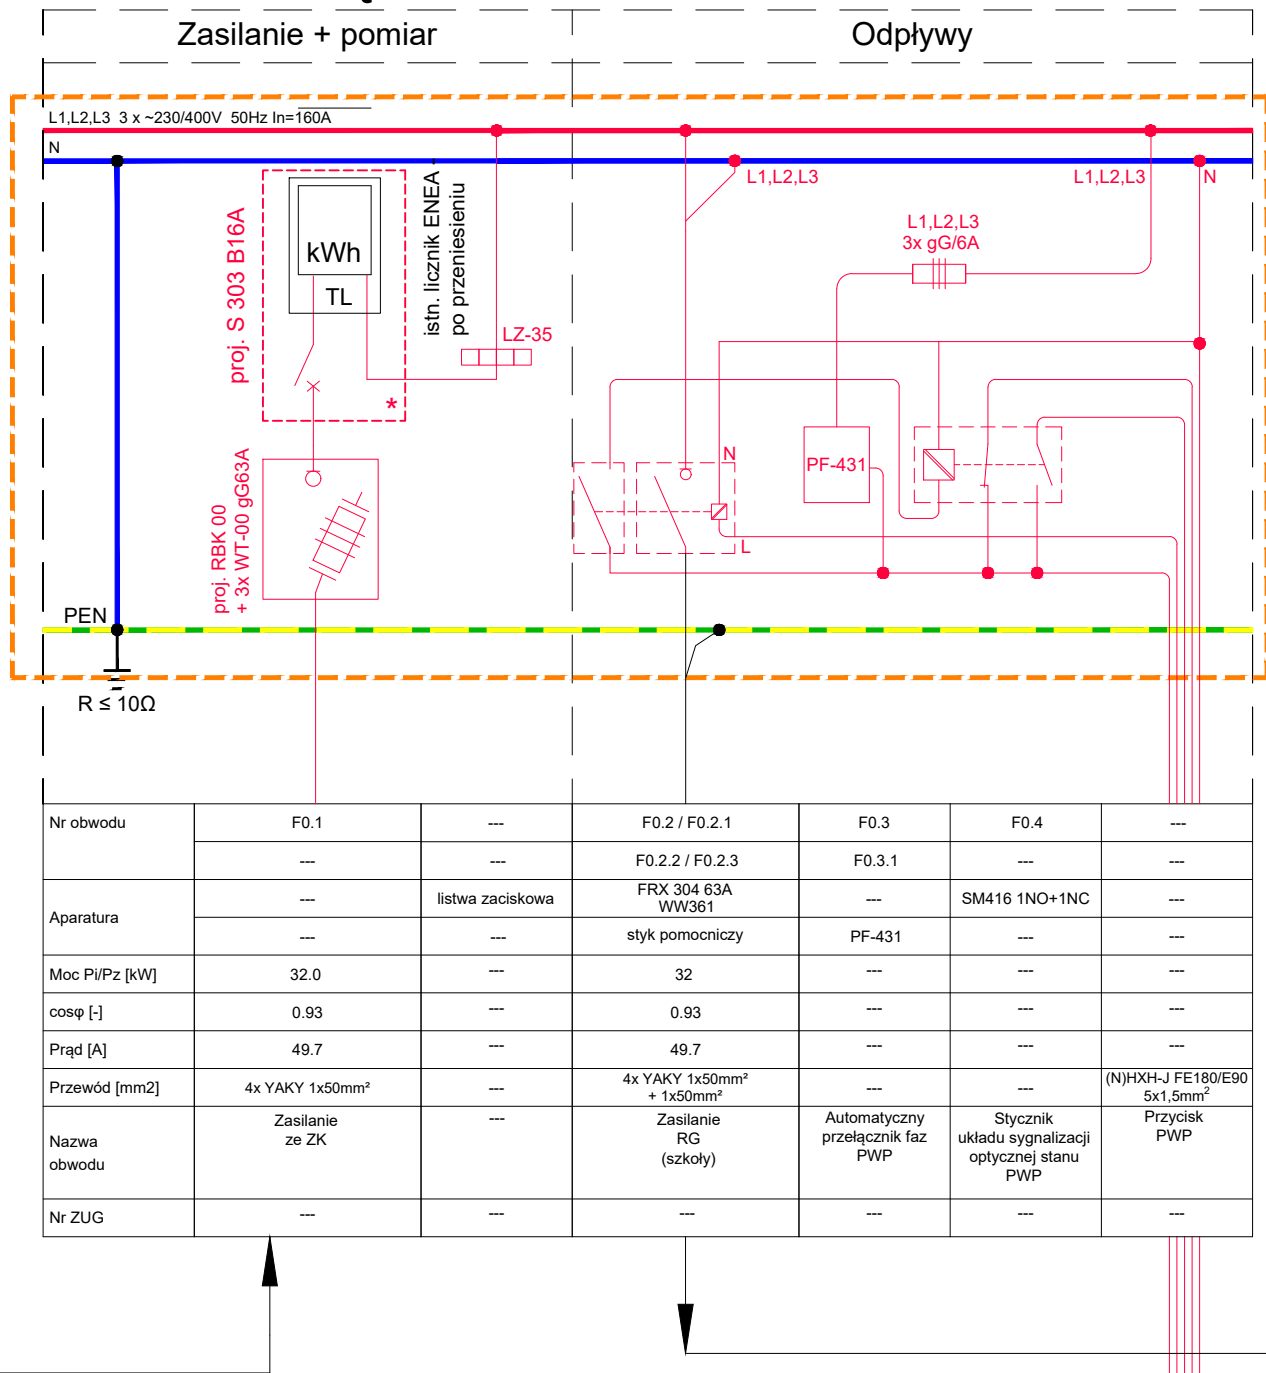 Zasilanie + pomiar
Odpływy
L1,L2,L3 3 x ~230/400V 50Hz In=160A
N
L1,L2,L3
L1,L2,L3
N
L1,L2,L3
3x gG/6A
proj. S 303 B16A
kWh
TL
*
istn. licznik ENEA -
po przeniesieniu
LZ-35
proj. RBK 00
+ 3x WT-00 gG63A
N
L
PF-431
PEN
R ≤ 10Ω
Nr obwodu
F0.1
---
F0.2 / F0.2.1
F0.3
F0.4
---
---
---
F0.2.2 / F0.2.3
F0.3.1
---
---
Aparatura
---
listwa zaciskowa
FRX 304 63A
WW361
---
SM416 1NO+1NC
---
---
---
styk pomocniczy
PF-431
---
---
Moc Pi/Pz [kW]
32.0
---
32
---
---
---
cosφ [-]
0.93
---
0.93
---
---
---
Prąd [A]
49.7
---
49.7
---
---
---
Przewód [mm2]
4x YAKY 1x50mm²
---
4x YAKY 1x50mm²
+ 1x50mm²
---
---
(N)HXH-J FE180/E90
5x1,5mm²
Nazwa
obwodu
Zasilanie
ze ZK
---
Zasilanie
RG
(szkoły)
Automatyczny
przełącznik faz
PWP
Stycznik
układu sygnalizacji
optycznej stanu
PWP
Przycisk
PWP
Nr ZUG
---
---
---
---
---
---